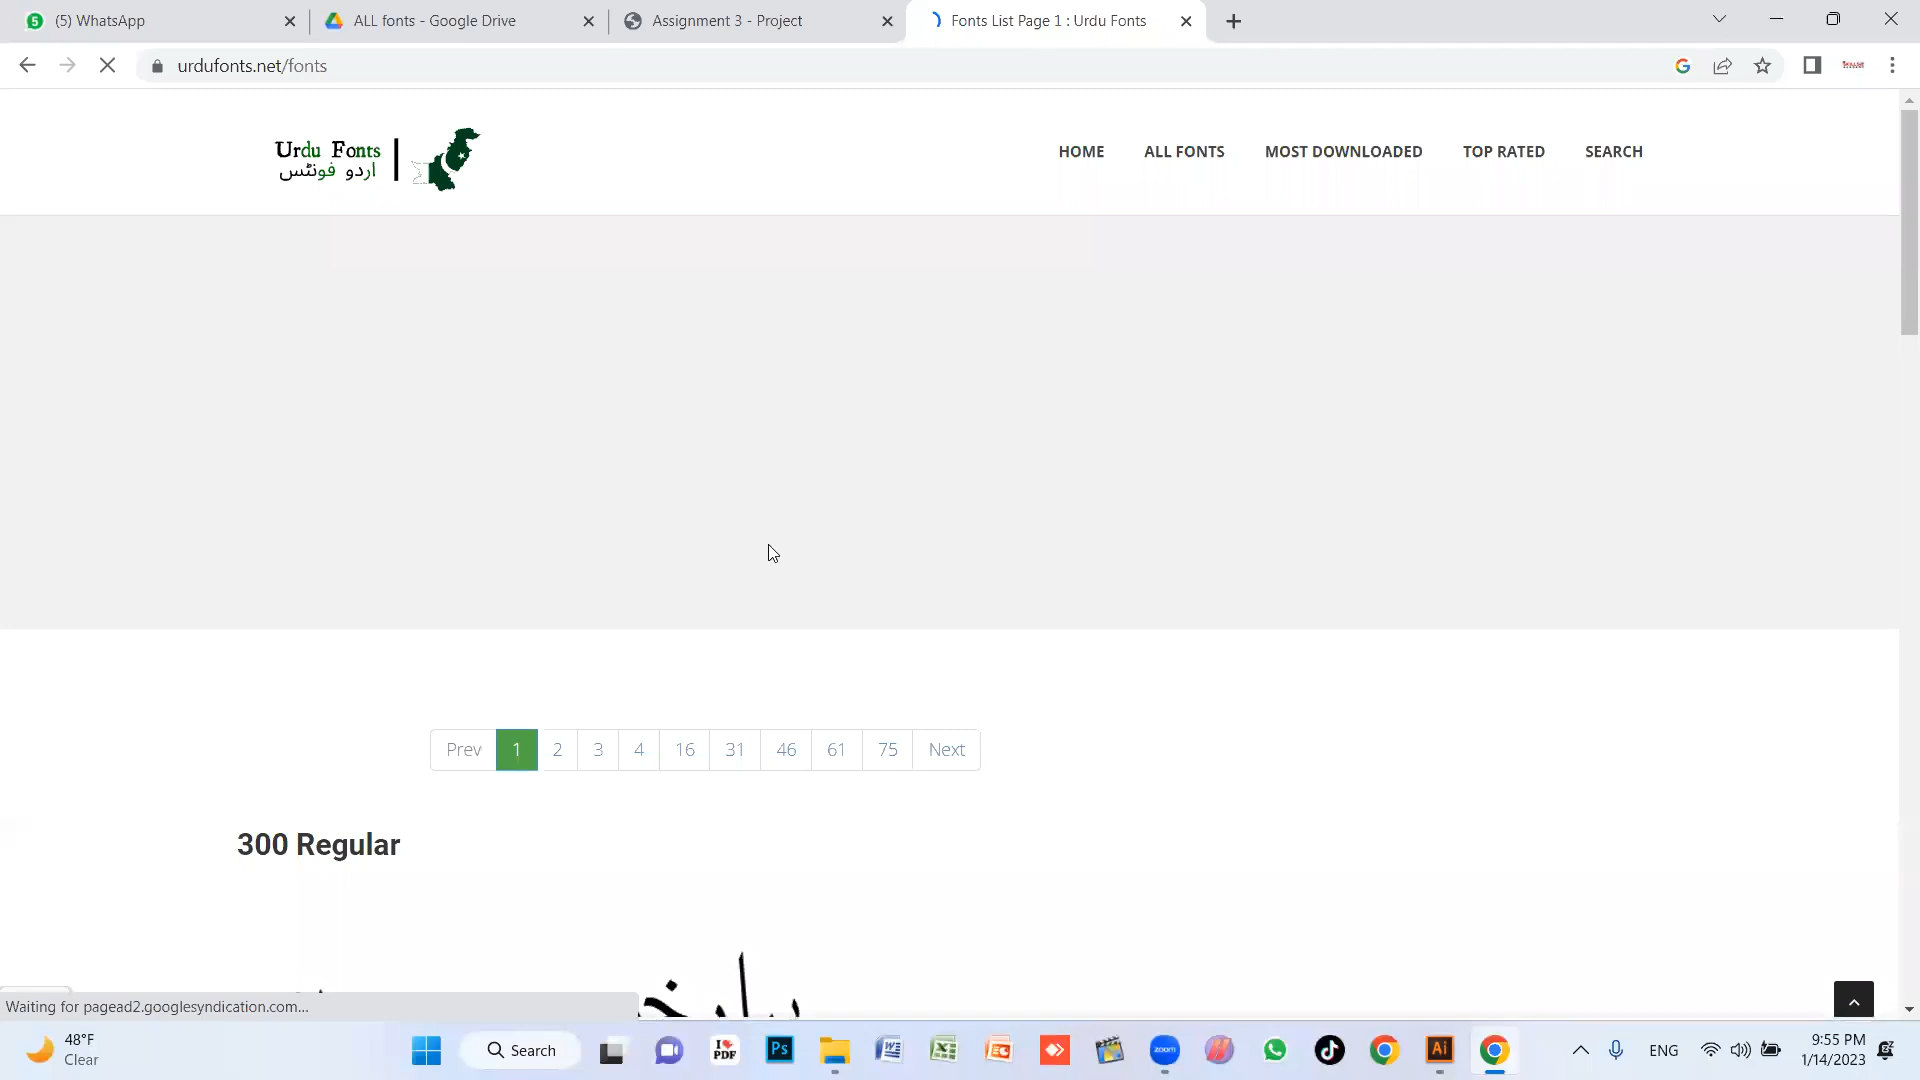 (5) WhatsApp
ALL fonts - Google Drive
Assignment 3 - Project
Fonts List Page 1 : Urdu Fonts
urdufonts.net/fonts
Urdu Fonts
اردو فونٹس
HOME
ALL FONTS
MOST DOWNLOADED
TOP RATED
SEARCH
Prev 1 2 3 4 16 31 46 61 75 Next
300 Regular
Waiting for pagead2.googlesyndication.com...
48°F
Clear
Search
ENG
9:55 PM
1/14/2023